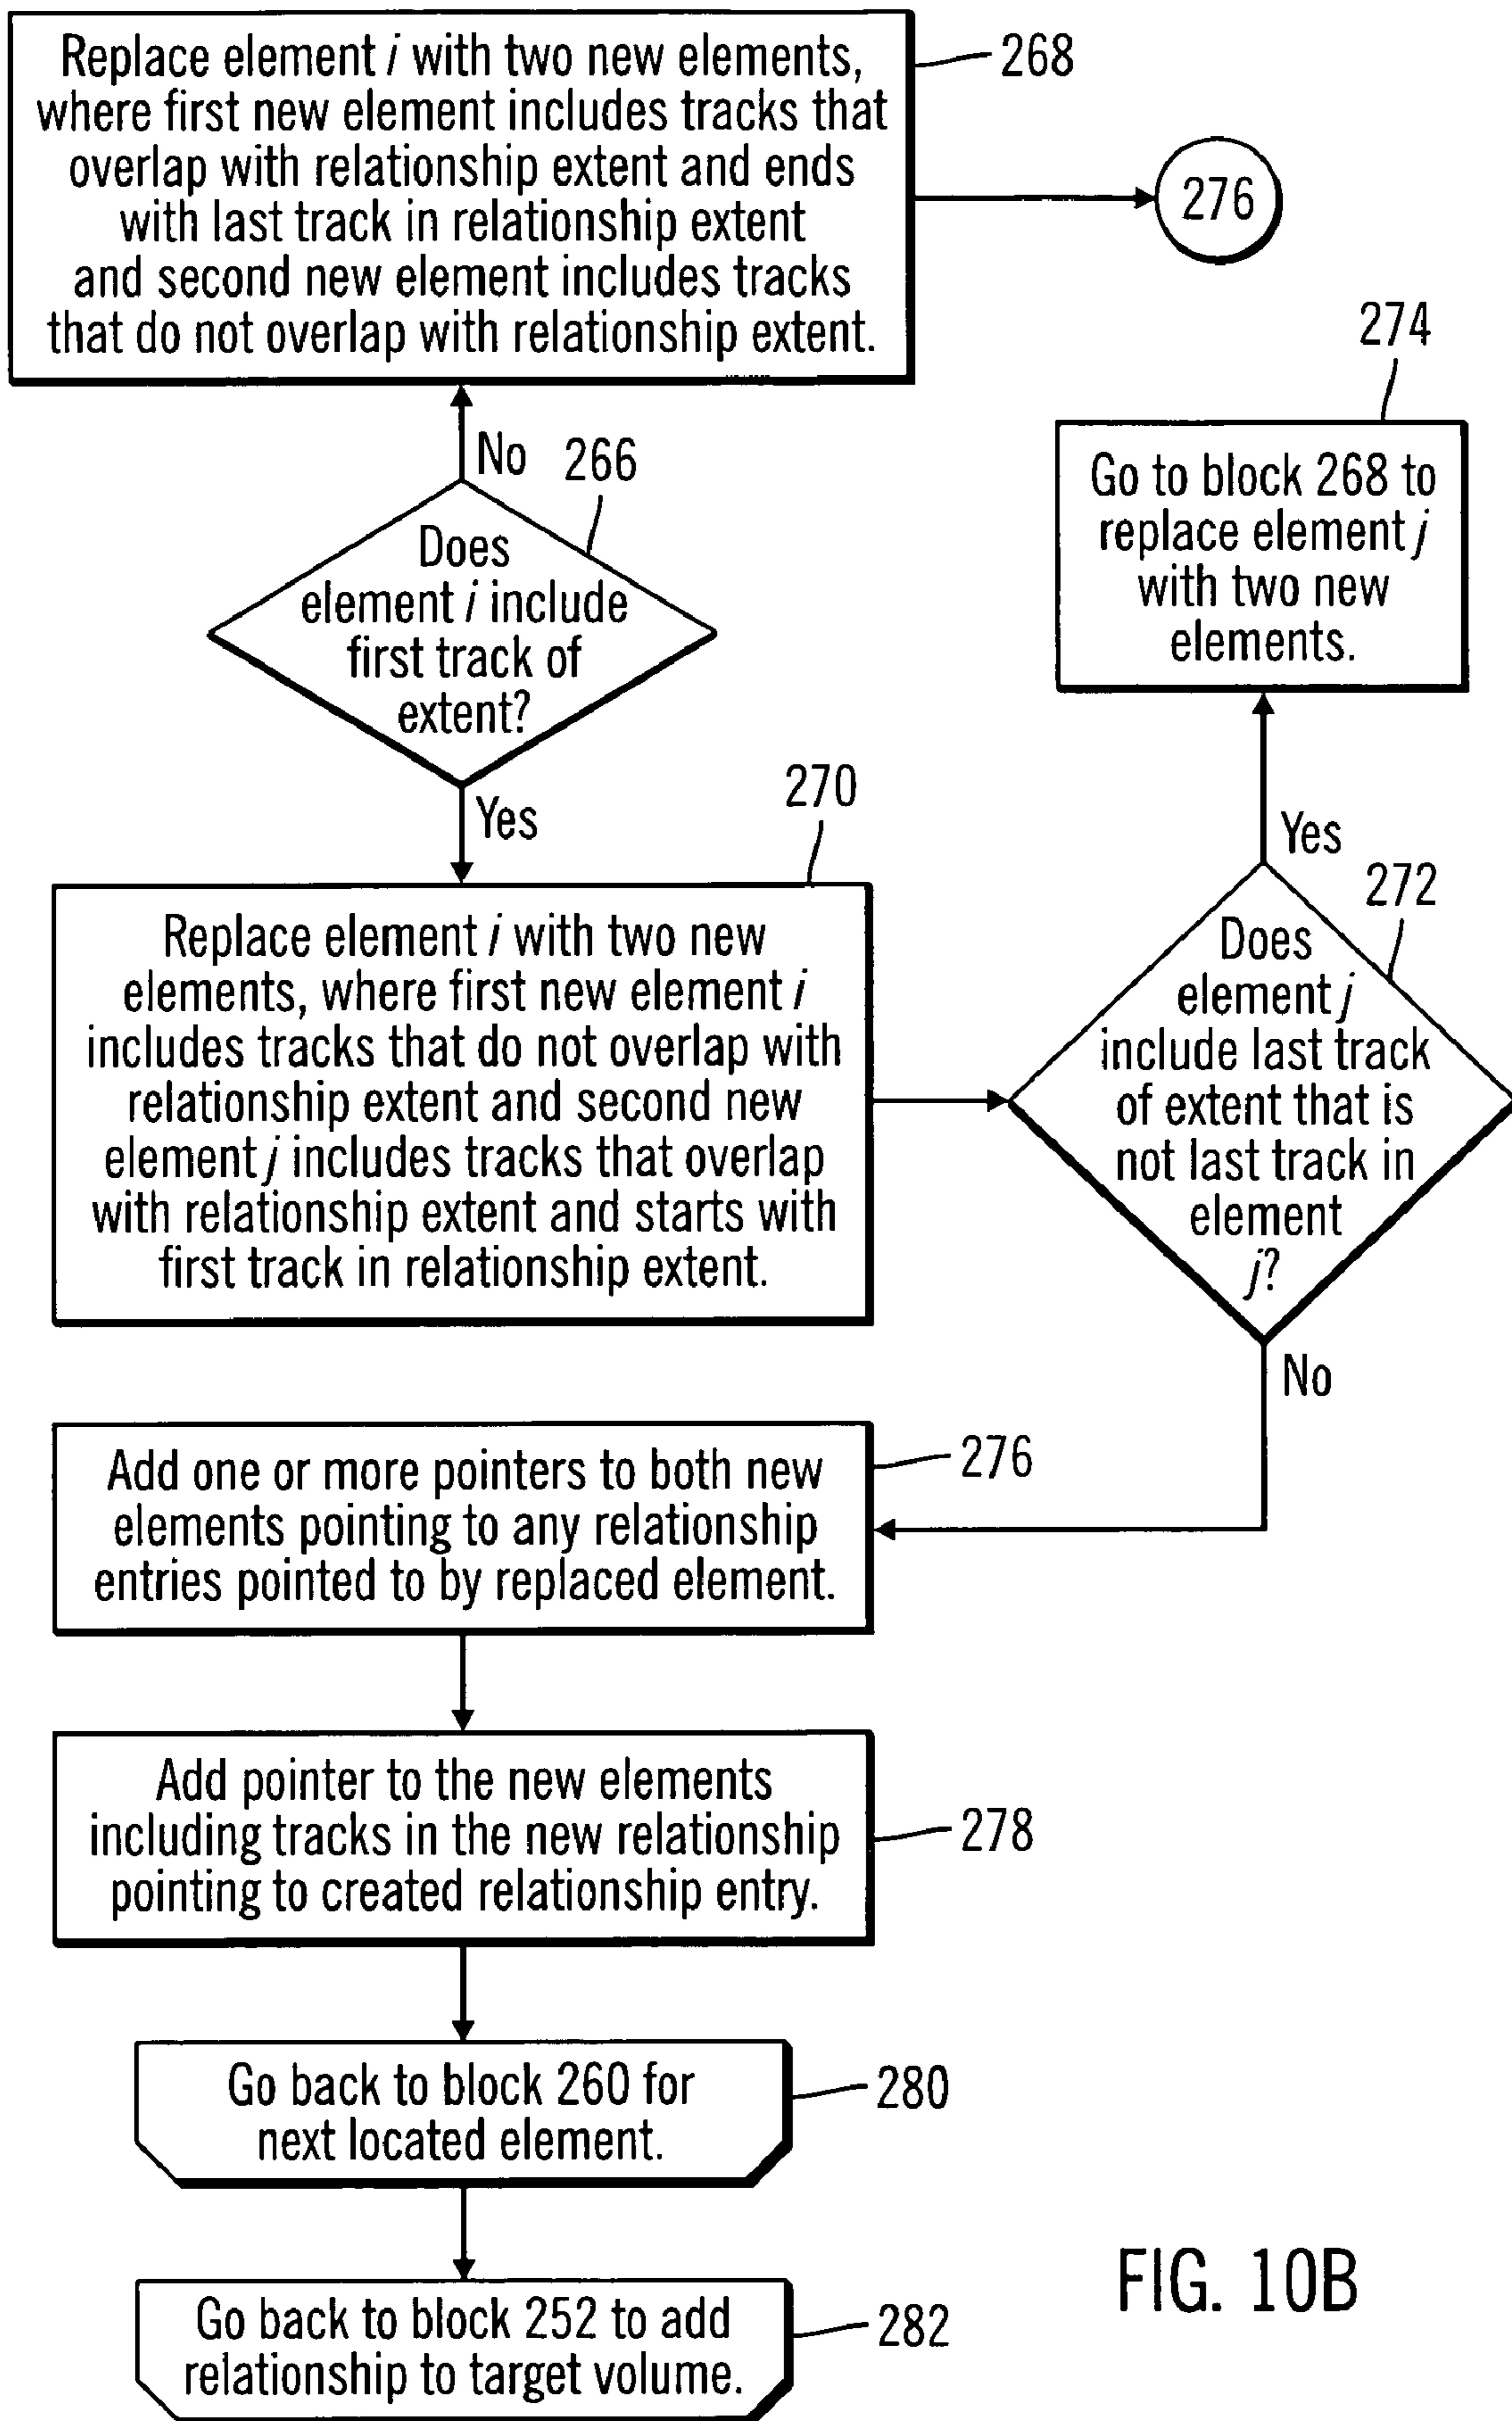 Replace element i with two new elements,
where first new element includes tracks that
overlap with relationship extent and ends
with last track in relationship extent
and second new element includes tracks
that do not overlap with relationship extent.
268
276
274
Go to block 268 to
replace element j
with two new
elements.
No
266
Does
element i include
first track of
extent?
Yes
270
Replace element i with two new
elements, where first new element i
includes tracks that do not overlap with
relationship extent and second new
element j includes tracks that overlap
with relationship extent and starts with
first track in relationship extent.
Yes
272
Does
element j
include last track
of extent that is
not last track in
element
j?
No
Add one or more pointers to both new
elements pointing to any relationship
entries pointed to by replaced element.
276
Add pointer to the new elements
including tracks in the new relationship
pointing to created relationship entry.
278
Go back to block 260 for
next located element.
280
Go back to block 252 to add
relationship to target volume.
282
FIG. 10B